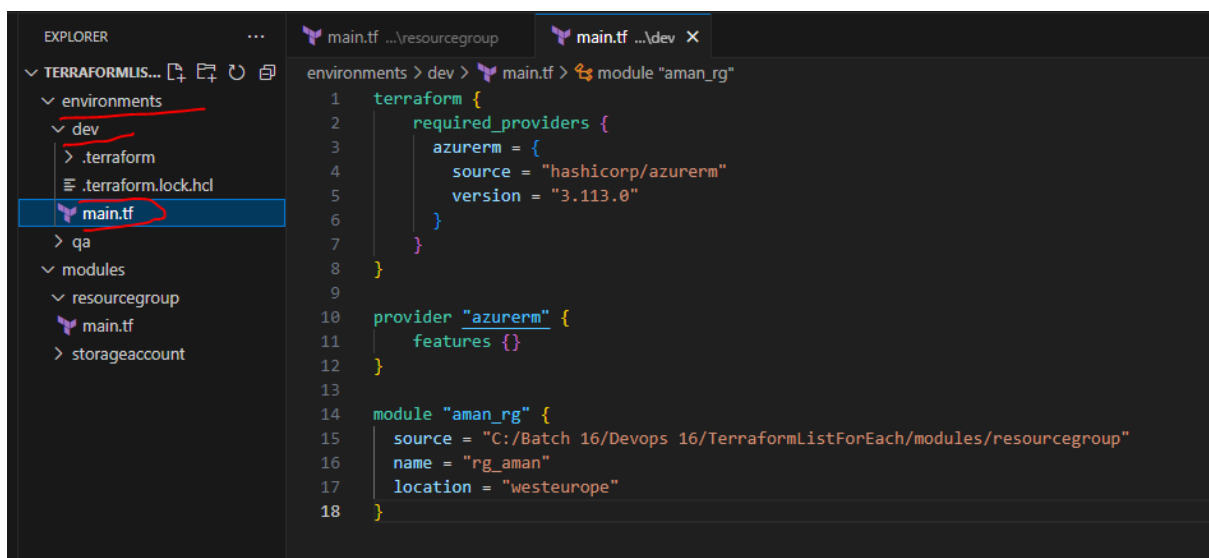 EXPLORER ...
TERRAFORMLIS...
environments
dev
.terraform
.terraform.lock.hcl
main.tf
qa
modules
resourcegroup
main.tf
storageaccount
main.tf ...\resourcegroup main.tf ...\dev ✕
environments > dev > main.tf > module "aman_rg"
1 terraform {
2 required_providers {
3 azurerm = {
4 source = "hashicorp/azurerm"
5 version = "3.113.0"
6 }
7 }
8 }
9
10 provider "azurerm" {
11 features {}
12 }
13
14 module "aman_rg" {
15 source = "C:/Batch 16/Devops 16/TerraformListForEach/modules/resourcegroup"
16 name = "rg_aman"
17 location = "westeurope"
18 }